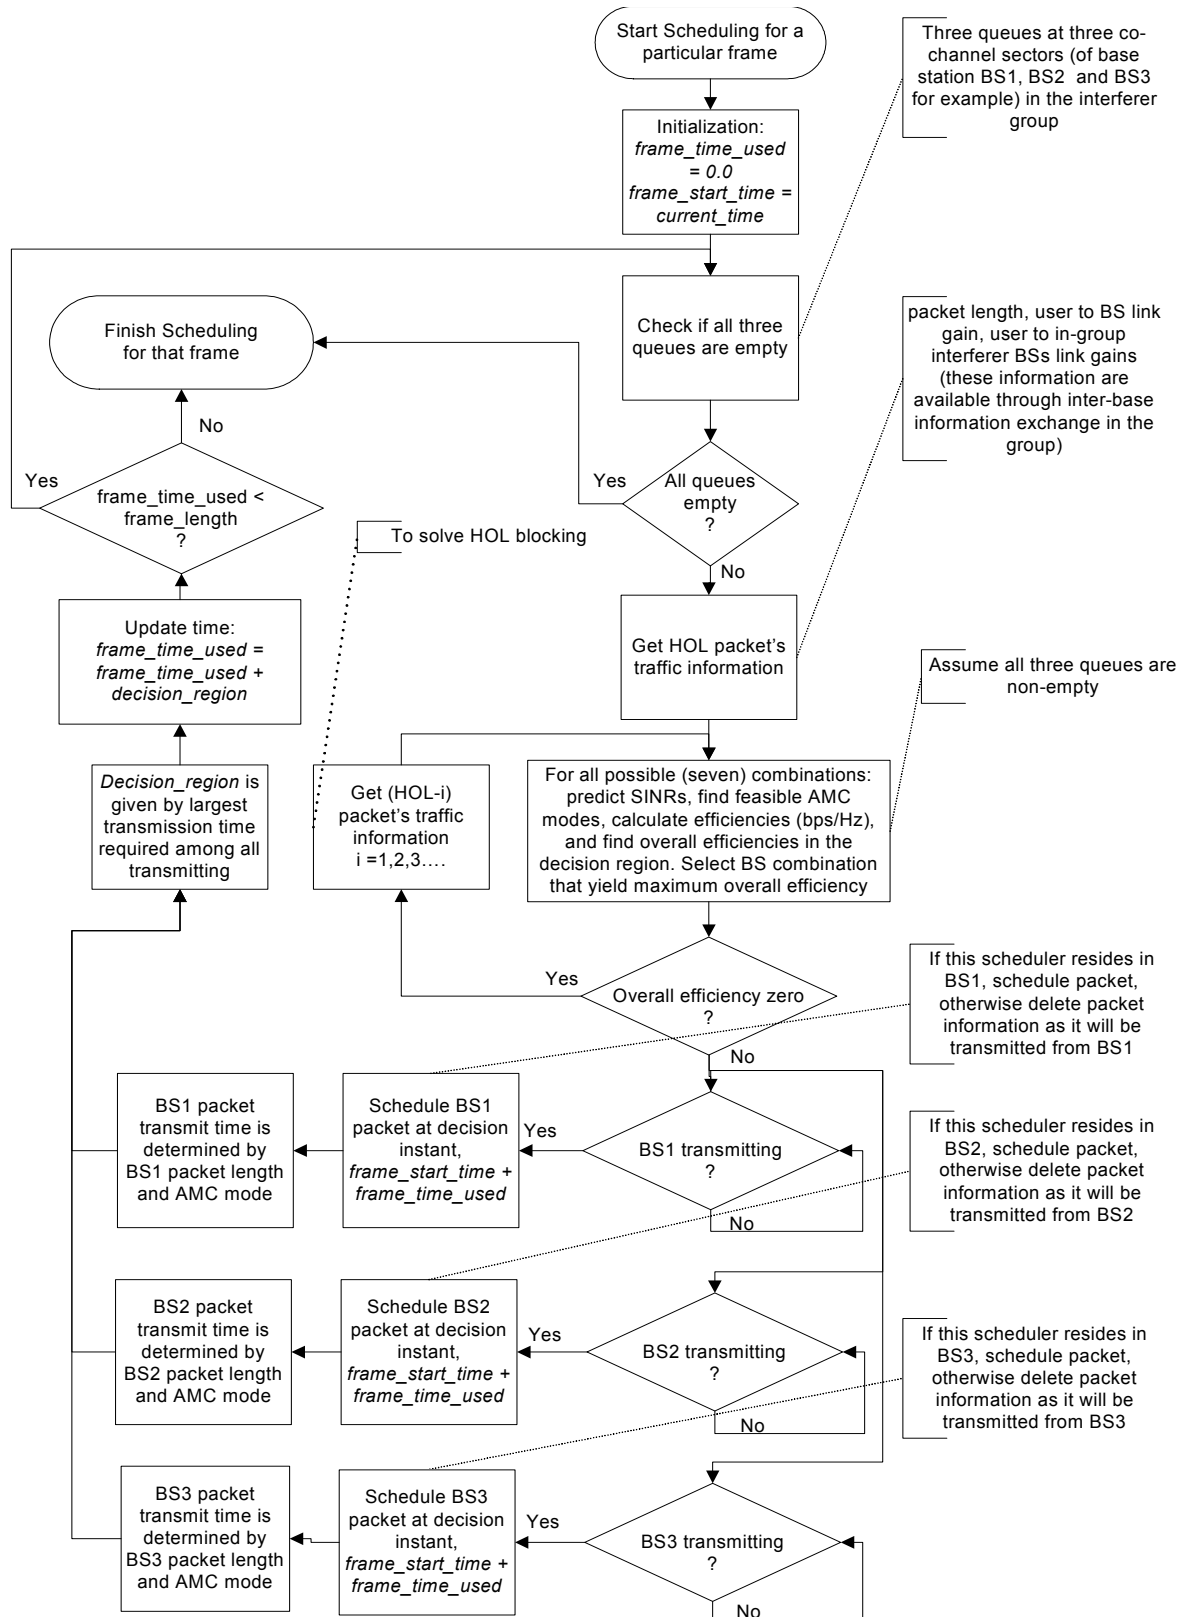 Start Scheduling for a
particular frame
Three queues at three co-
channel sectors (of base
station BS1, BS2 and BS3
for example) in the interferer
group
Initialization:
frame_time_used
= 0.0
frame_start_time =
current_time
Check if all three
queues are empty
Finish Scheduling
for that frame
packet length, user to BS link
gain, user to in-group
interferer BSs link gains
(these information are
available through inter-base
information exchange in the
group)
No
Yes
frame_time_used <
frame_length
?
Yes
All queues
empty
?
No
To solve HOL blocking
Update time:
frame_time_used =
frame_time_used +
decision_region
Get HOL packet's
traffic information
Assume all three queues are
non-empty
Decision_region is
given by largest
transmission time
required among all
transmitting
Get (HOL-i)
packet's traffic
information
i =1,2,3….
For all possible (seven) combinations:
predict SINRs, find feasible AMC
modes, calculate efficiencies (bps/Hz),
and find overall efficiencies in the
decision region. Select BS combination
that yield maximum overall efficiency
Yes
Overall efficiency zero
?
No
If this scheduler resides in
BS1, schedule packet,
otherwise delete packet
information as it will be
transmitted from BS1
BS1 packet
transmit time is
determined by
BS1 packet length
and AMC mode
Schedule BS1
packet at decision
instant,
frame_start_time +
frame_time_used
Yes
BS1 transmitting
?
No
If this scheduler resides in
BS2, schedule packet,
otherwise delete packet
information as it will be
transmitted from BS2
BS2 packet
transmit time is
determined by
BS2 packet length
and AMC mode
Schedule BS2
packet at decision
instant,
frame_start_time +
frame_time_used
Yes
BS2 transmitting
?
No
If this scheduler resides in
BS3, schedule packet,
otherwise delete packet
information as it will be
transmitted from BS3
BS3 packet
transmit time is
determined by
BS3 packet length
and AMC mode
Schedule BS3
packet at decision
instant,
frame_start_time +
frame_time_used
Yes
BS3 transmitting
?
No